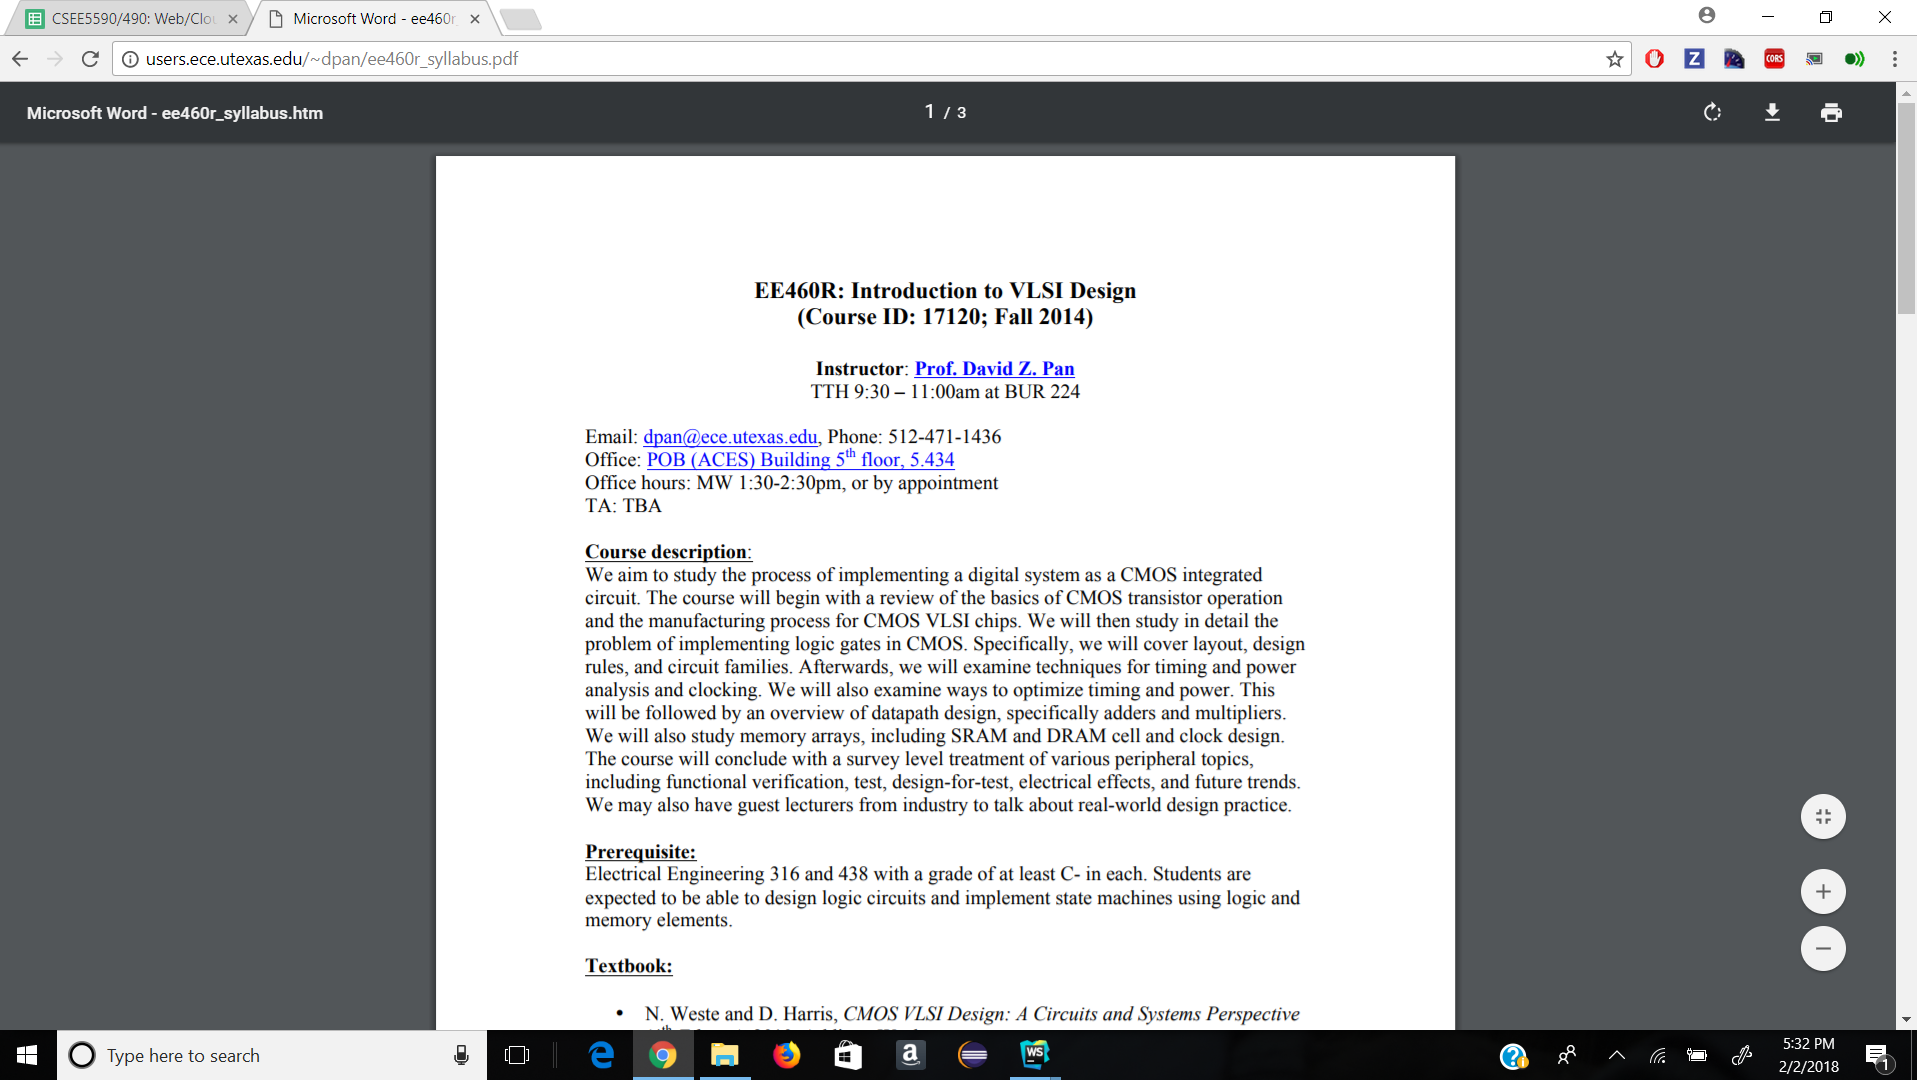 CSEE5590/490: Web/Clou
Microsoft Word - ee460r_
users.ece.utexas.edu/~dpan/ee460r_syllabus.pdf
Z
CORS
Microsoft Word - ee460r_syllabus.htm
1 / 3
EE460R: Introduction to VLSI Design
(Course ID: 17120; Fall 2014)
Instructor: Prof. David Z. Pan
TTH 9:30 – 11:00am at BUR 224
Email: dpan@ece.utexas.edu, Phone: 512-471-1436
Office: POB (ACES) Building 5th floor, 5.434
Office hours: MW 1:30-2:30pm, or by appointment
TA: TBA
Course description:
We aim to study the process of implementing a digital system as a CMOS integrated
circuit. The course will begin with a review of the basics of CMOS transistor operation
and the manufacturing process for CMOS VLSI chips. We will then study in detail the
problem of implementing logic gates in CMOS. Specifically, we will cover layout, design
rules, and circuit families. Afterwards, we will examine techniques for timing and power
analysis and clocking. We will also examine ways to optimize timing and power. This
will be followed by an overview of datapath design, specifically adders and multipliers.
We will also study memory arrays, including SRAM and DRAM cell and clock design.
The course will conclude with a survey level treatment of various peripheral topics,
including functional verification, test, design-for-test, electrical effects, and future trends.
We may also have guest lecturers from industry to talk about real-world design practice.
Prerequisite:
Electrical Engineering 316 and 438 with a grade of at least C- in each. Students are
expected to be able to design logic circuits and implement state machines using logic and
memory elements.
Textbook:
• N. Weste and D. Harris, CMOS VLSI Design: A Circuits and Systems Perspective
Type here to search
a
WS
5:32 PM
2/2/2018
1